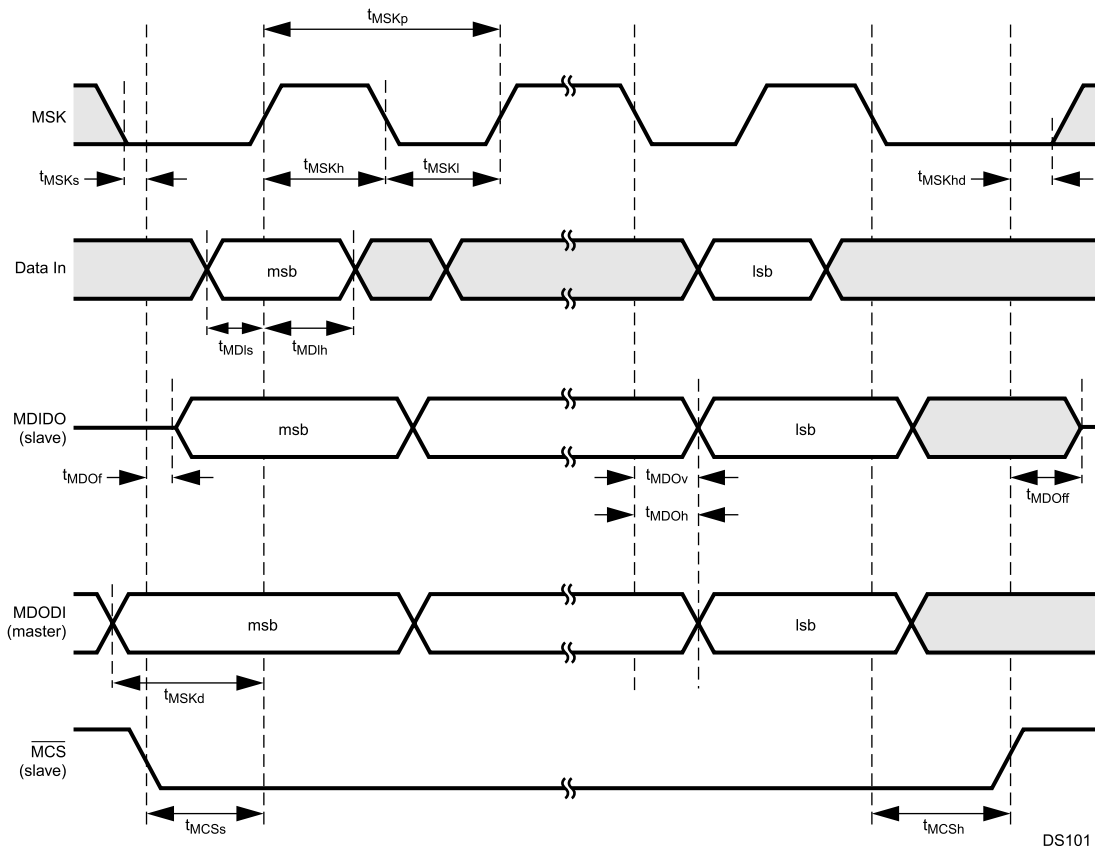 tMSKp
MSK
tMSKs
tMSKh
tMSKl
tMSKhd
Data In
msb
lsb
tMDIs
tMDIh
MDIDO
(slave)
msb
lsb
tMDOf
tMDOv
tMDOff
tMDOh
MDODI
(master)
msb
lsb
tMSKd
MCS
(slave)
tMCSs
tMCSh
DS101